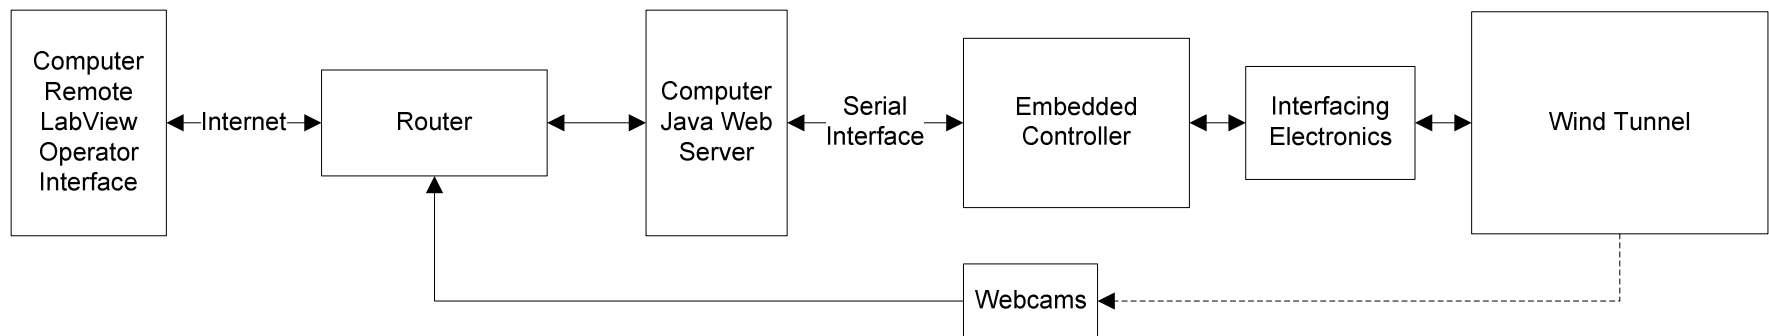 Computer
Remote
LabView
Operator
Interface
Internet
Router
Computer
Java Web
Server
Serial
Interface
Embedded
Controller
Interfacing
Electronics
Wind Tunnel
Webcams